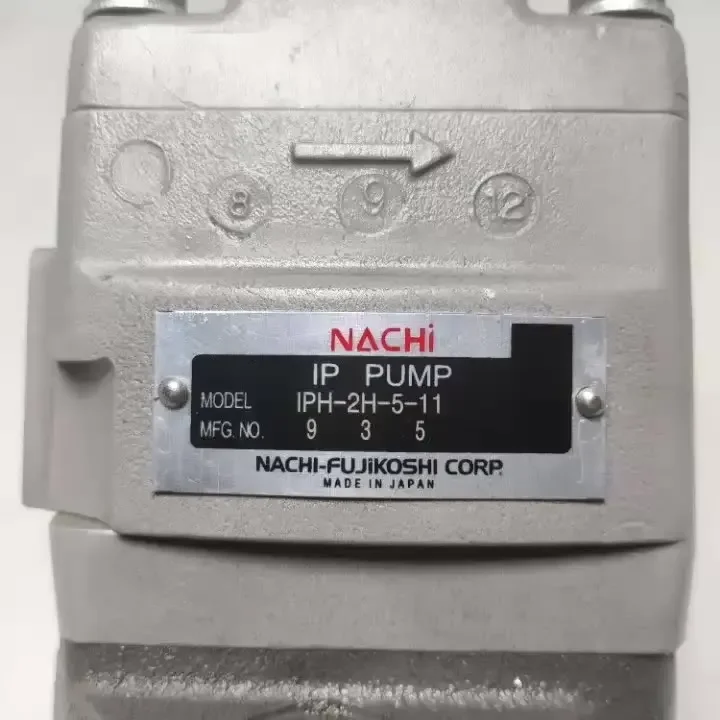 8 9 12
NACHi
IP PUMP
MODEL IPH-2H-5-11
MFG. NO. 9 3 5
NACHI-FUJiKOSHI CORP.
MADE IN JAPAN